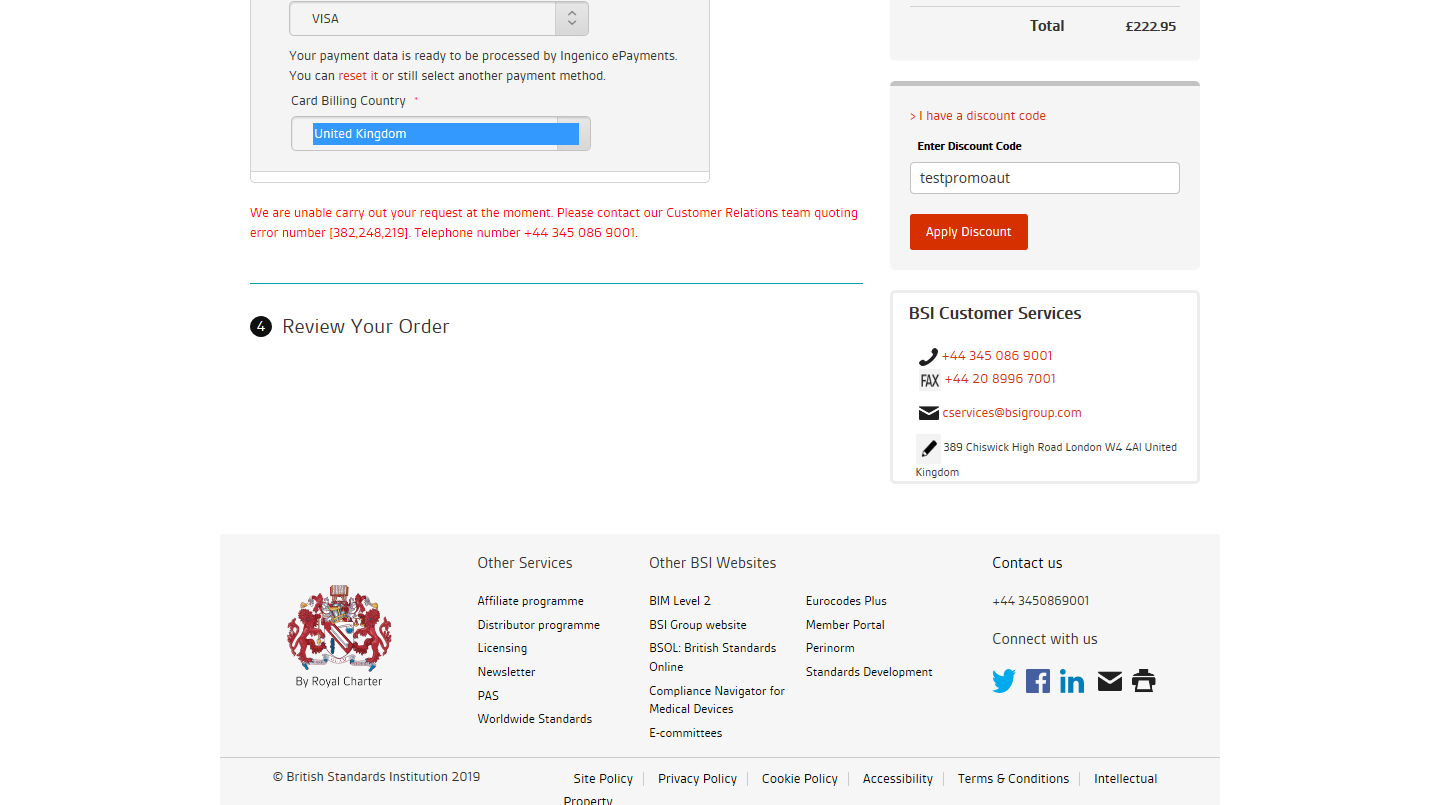 VISA
Your payment data is ready to be processed by Ingenico ePayments.
You can reset it or still select another payment method.
Card Billing Country *
United Kingdom
We are unable carry out your request at the moment. Please contact our Customer Relations team quoting
error number [382,248,219]. Telephone number +44 345 086 9001.
4 Review Your Order
Total £222.95
> I have a discount code
Enter Discount Code
testpromoaut
Apply Discount
BSI Customer Services
+44 345 086 9001
FAX +44 20 8996 7001
cservices@bsigroup.com
389 Chiswick High Road London W4 4Al United
Kingdom
By Royal Charter
Other Services
Affiliate programme
Distributor programme
Licensing
Newsletter
PAS
Worldwide Standards
Other BSI Websites
BIM Level 2
BSI Group website
BSOL: British Standards
Online
Compliance Navigator for
Medical Devices
E-committees
Eurocodes Plus
Member Portal
Perinorm
Standards Development
Contact us
+44 3450869001
Connect with us
© British Standards Institution 2019
Site Policy Privacy Policy Cookie Policy Accessibility Terms & Conditions Intellectual
Property